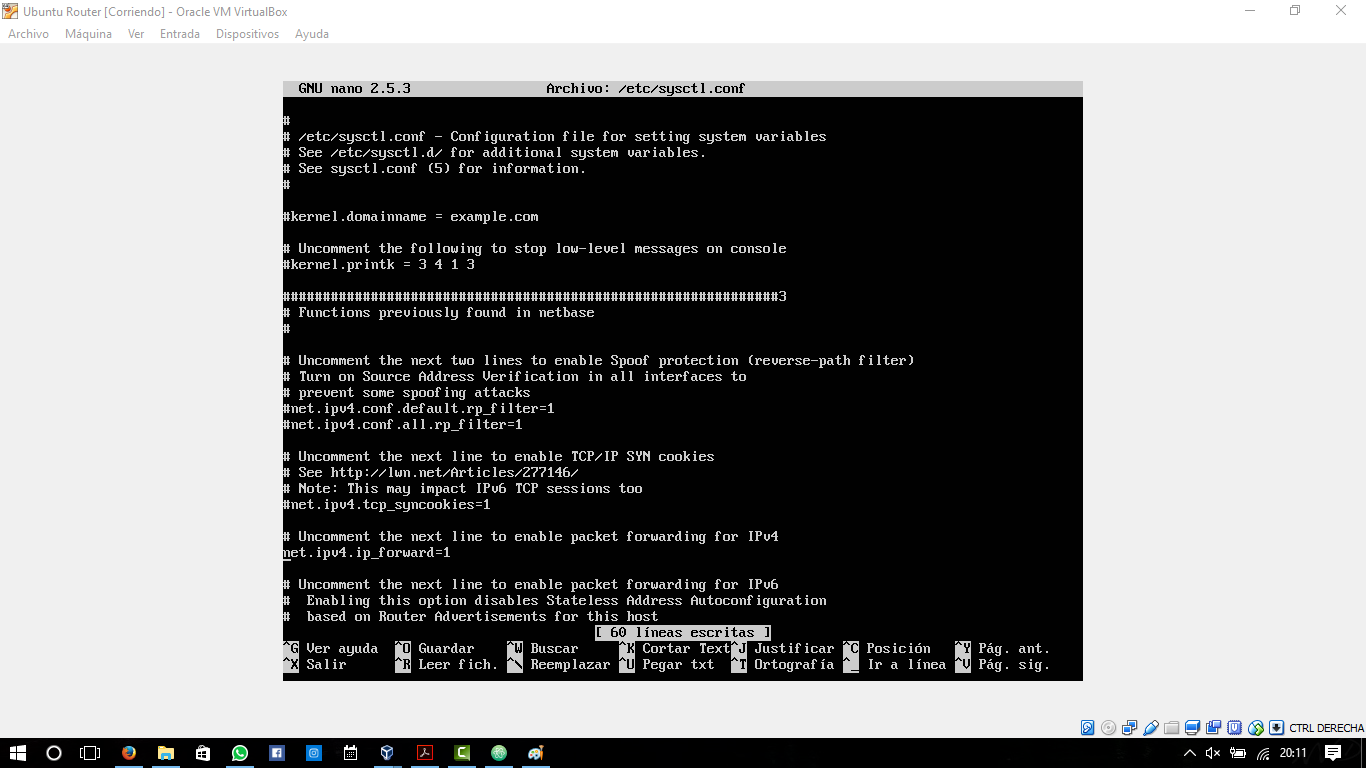 Ubuntu Router [Corriendo] - Oracle VM VirtualBox
Archivo Máquina Ver Entrada Dispositivos Ayuda
GNU nano 2.5.3 Archivo: /etc/sysctl.conf
#
# /etc/sysctl.conf - Configuration file for setting system variables
# See /etc/sysctl.d/ for additional system variables.
# See sysctl.conf (5) for information.
#
#kernel.domainname = example.com
# Uncomment the following to stop low-level messages on console
#kernel.printk = 3 4 1 3
##############################################################3
# Functions previously found in netbase
#
# Uncomment the next two lines to enable Spoof protection (reverse-path filter)
# Turn on Source Address Verification in all interfaces to
# prevent some spoofing attacks
#net.ipv4.conf.default.rp_filter=1
#net.ipv4.conf.all.rp_filter=1
# Uncomment the next line to enable TCP/IP SYN cookies
# See http://lwn.net/Articles/277146/
# Note: This may impact IPv6 TCP sessions too
#net.ipv4.tcp_syncookies=1
# Uncomment the next line to enable packet forwarding for IPv4
net.ipv4.ip_forward=1
# Uncomment the next line to enable packet forwarding for IPv6
#  Enabling this option disables Stateless Address Autoconfiguration
#  based on Router Advertisements for this host
[ 60 líneas escritas ]
^G Ver ayuda ^O Guardar ^W Buscar ^K Cortar Text ^J Justificar ^C Posición ^Y Pág. ant.
^X Salir ^R Leer fich. ^\ Reemplazar ^U Pegar txt ^T Ortografía ^_ Ir a línea ^V Pág. sig.
CTRL DERECHA
20:11